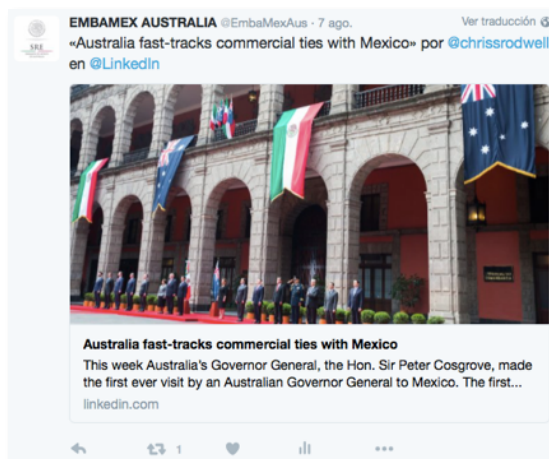 EMBAMEX AUSTRALIA @EmbaMexAus · 7 ago.
Ver traducción
«Australia fast-tracks commercial ties with Mexico» por @chrissrodwell
en @LinkedIn
SRE
Australia fast-tracks commercial ties with Mexico
This week Australia's Governor General, the Hon. Sir Peter Cosgrove, made
the first ever visit by an Australian Governor General to Mexico. The first...
linkedin.com
1